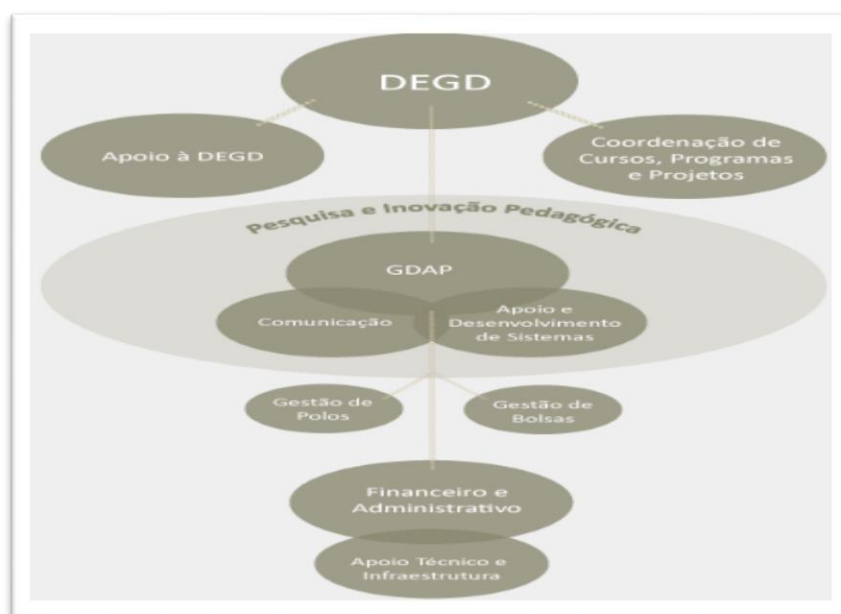 DEGD
Apoio à DEGD
Coordenação de
Cursos, Programas
e Projetos
Pesquisa e Inovação Pedagógica
GDAP
Comunicação
Apoio e
Desenvolvimento
de Sistemas
Gestão de
Polos
Gestão de
Bolsas
Financeiro e
Administrativo
Apoio Técnico e
Infraestrutura